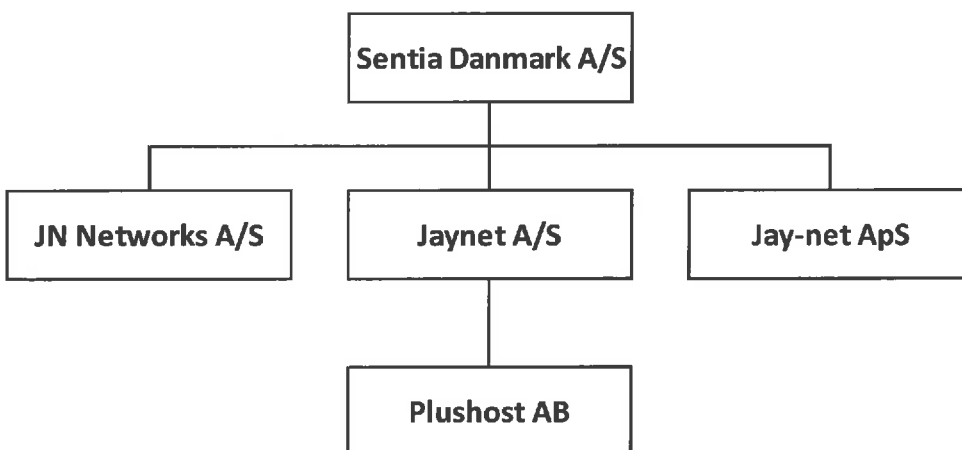 Sentia Danmark A/S
JN Networks A/S
Jaynet A/S
Jay-net ApS
Plushost AB